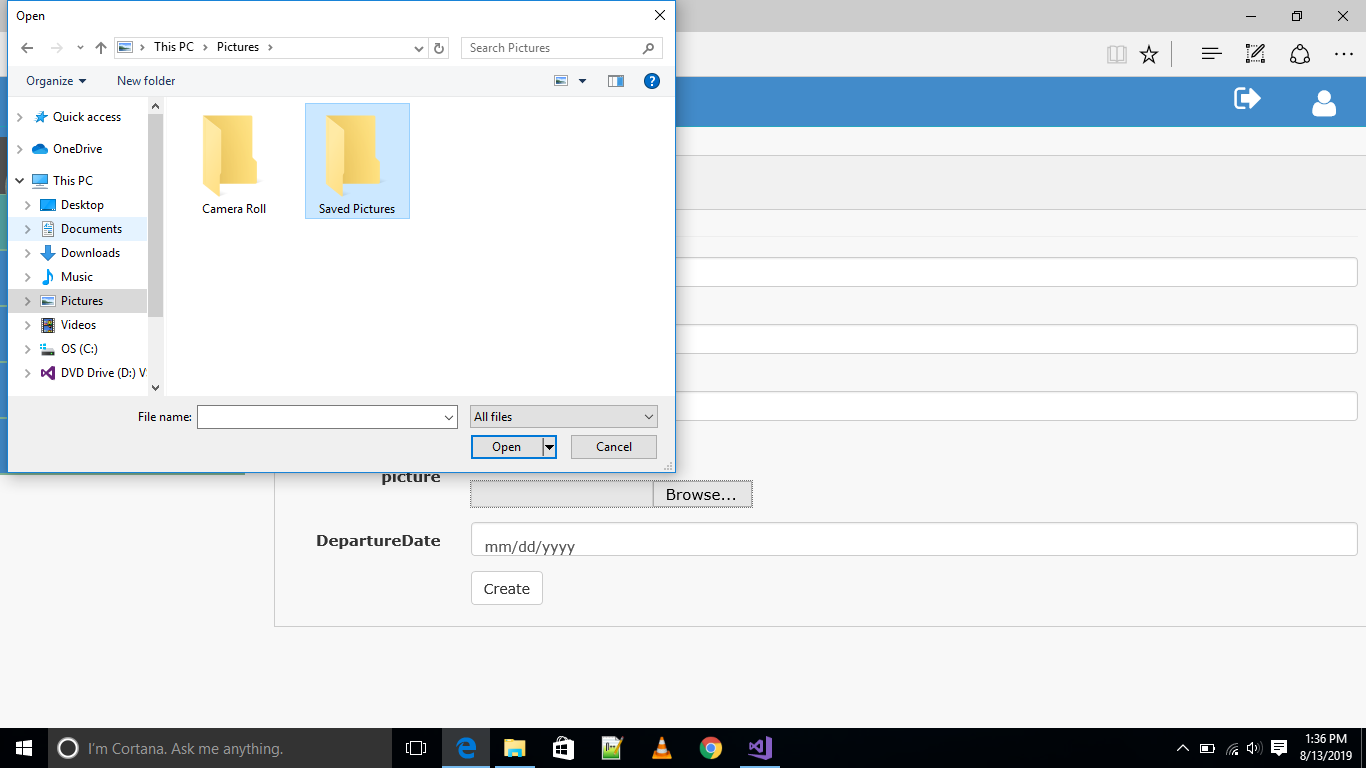 Open
This PC
Pictures
Search Pictures
Organize
New folder
Quick access
OneDrive
This PC
Desktop
Documents
Downloads
Music
Pictures
Videos
OS (C:)
DVD Drive (D:) V
Camera Roll
Saved Pictures
File name:
All files
Open
Cancel
picture
Browse...
DepartureDate
mm/dd/yyyy
Create
I'm Cortana. Ask me anything.
1:36 PM
8/13/2019